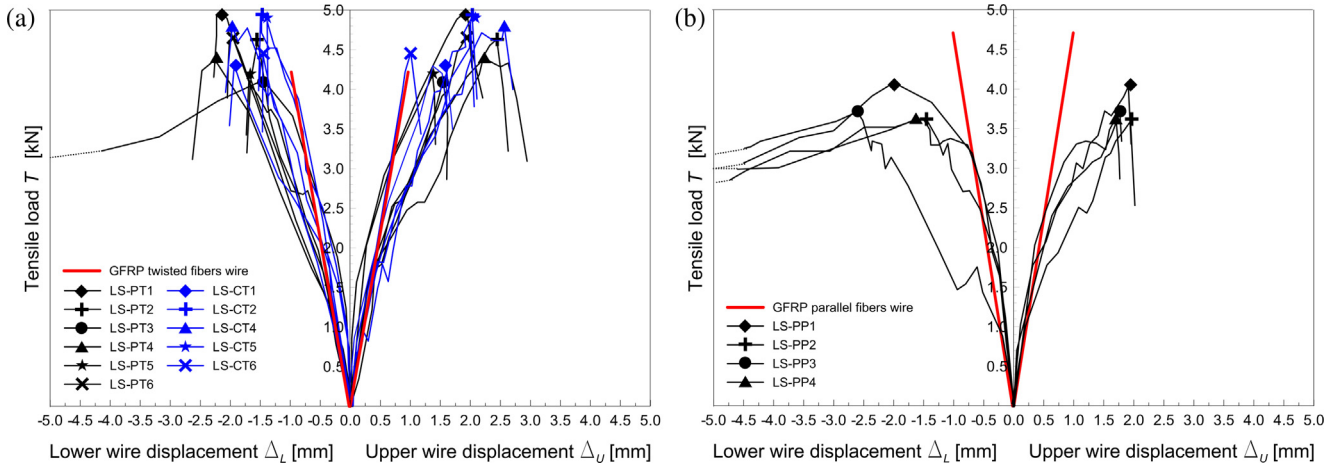 (a)
Tensile load T [kN]
5.0
4.5
4.0
3.5
3.0
2.5
2.0
1.5
1.0
0.5
GFRP twisted fibers wire
LS-PT1 LS-CT1
LS-PT2 LS-CT2
LS-PT3 LS-CT4
LS-PT4 LS-CT5
LS-PT5 LS-CT6
LS-PT6
-5.0 -4.5 -4.0 -3.5 -3.0 -2.5 -2.0 -1.5 -1.0 -0.5 0.0 0.5 1.0 1.5 2.0 2.5 3.0 3.5 4.0 4.5 5.0
Lower wire displacement ΔL [mm] Upper wire displacement ΔU [mm]
(b)
Tensile load T [kN]
5.0
4.5
4.0
3.5
3.0
2.5
2.0
1.5
1.0
0.5
GFRP parallel fibers wire
LS-PP1
LS-PP2
LS-PP3
LS-PP4
-5.0 -4.5 -4.0 -3.5 -3.0 -2.5 -2.0 -1.5 -1.0 -0.5 0.0 0.5 1.0 1.5 2.0 2.5 3.0 3.5 4.0 4.5 5.0
Lower wire displacement ΔL [mm] Upper wire displacement ΔU [mm]